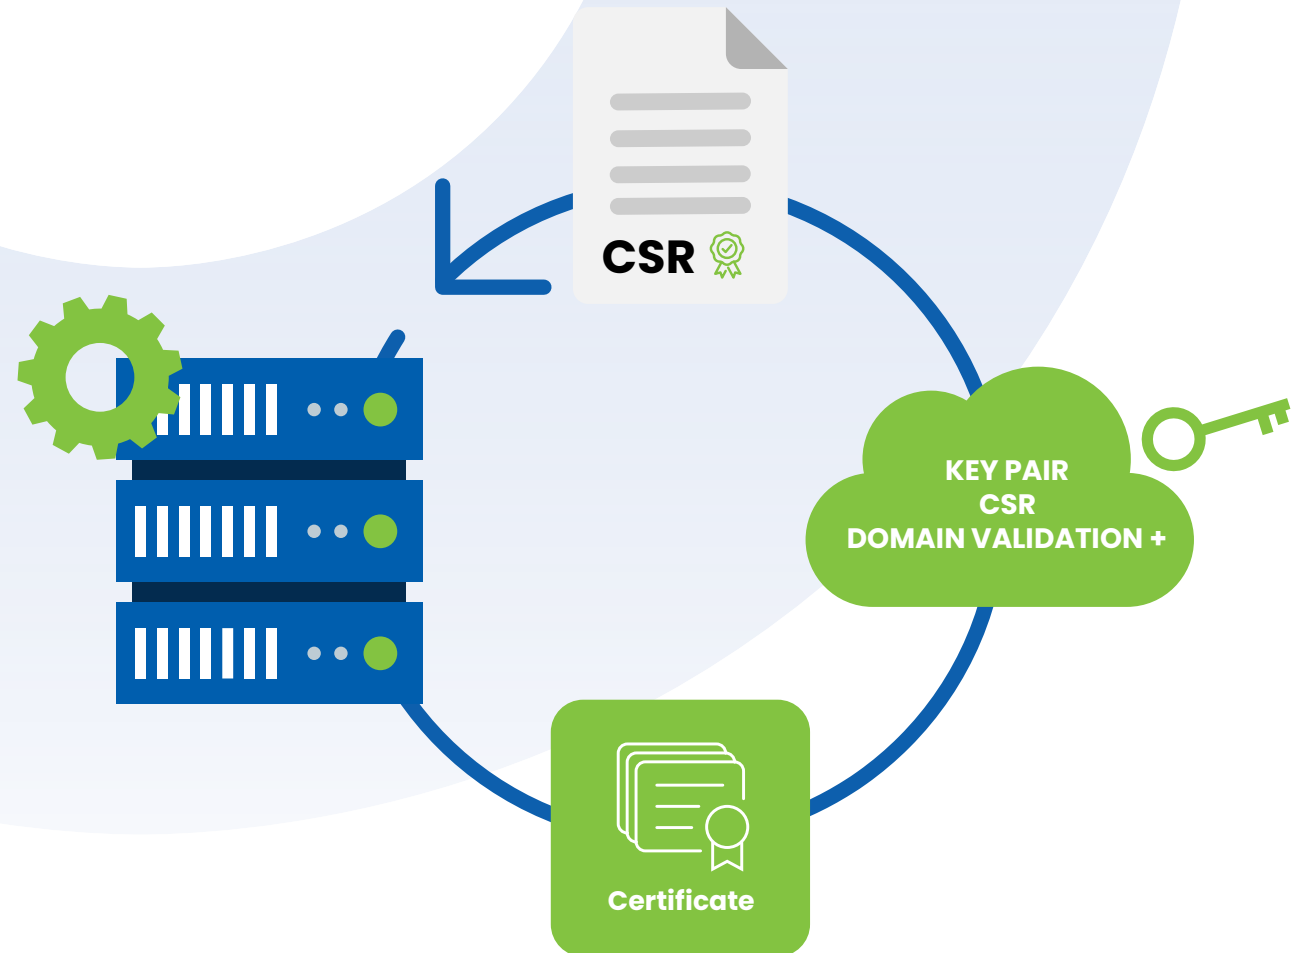 CSR
KEY PAIR
CSR
DOMAIN VALIDATION +
Certificate